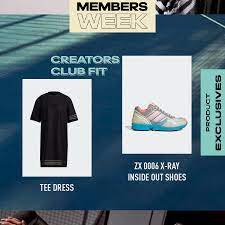 MEMBERS
WEEK
CREATORS
CLUB FIT
PRODUCT
EXCLUSIVES
TEE DRESS
ZX 0006 X-RAY
INSIDE OUT SHOES